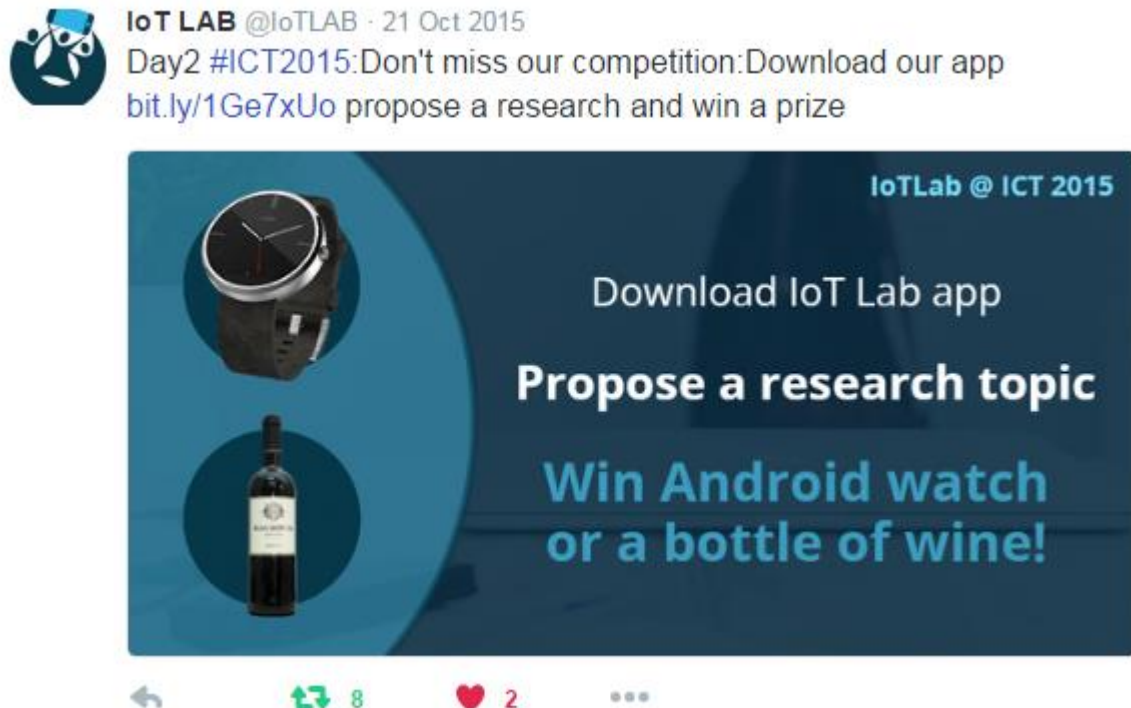 IoT LAB @IoTLAB · 21 Oct 2015
Day2 #ICT2015:Don't miss our competition:Download our app
bit.ly/1Ge7xUo propose a research and win a prize
IoTLab @ ICT 2015
Download IoT Lab app
Propose a research topic
Win Android watch
or a bottle of wine!
8 2